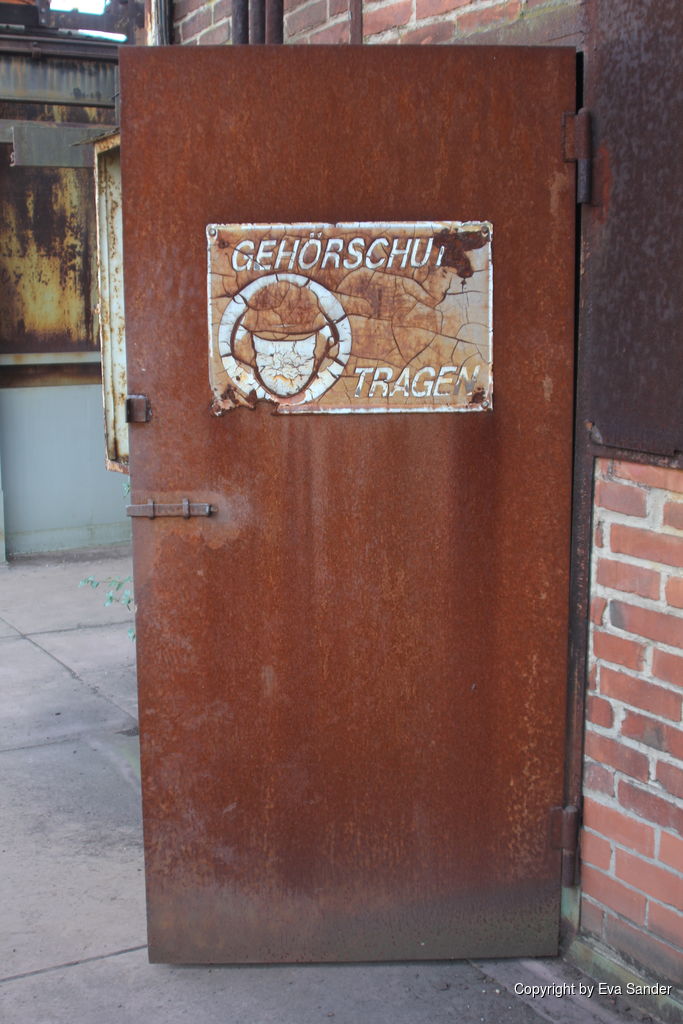 GEHÖRSCHUT
TRAGEN
Copyright by Eva Sander